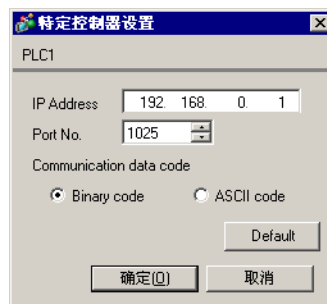 特定控制器设置
PLC1
IP Address 192. 168. 0. 1
Port No. 1025
Communication data code
Binary code ASCII code
Default
确定(O) 取消